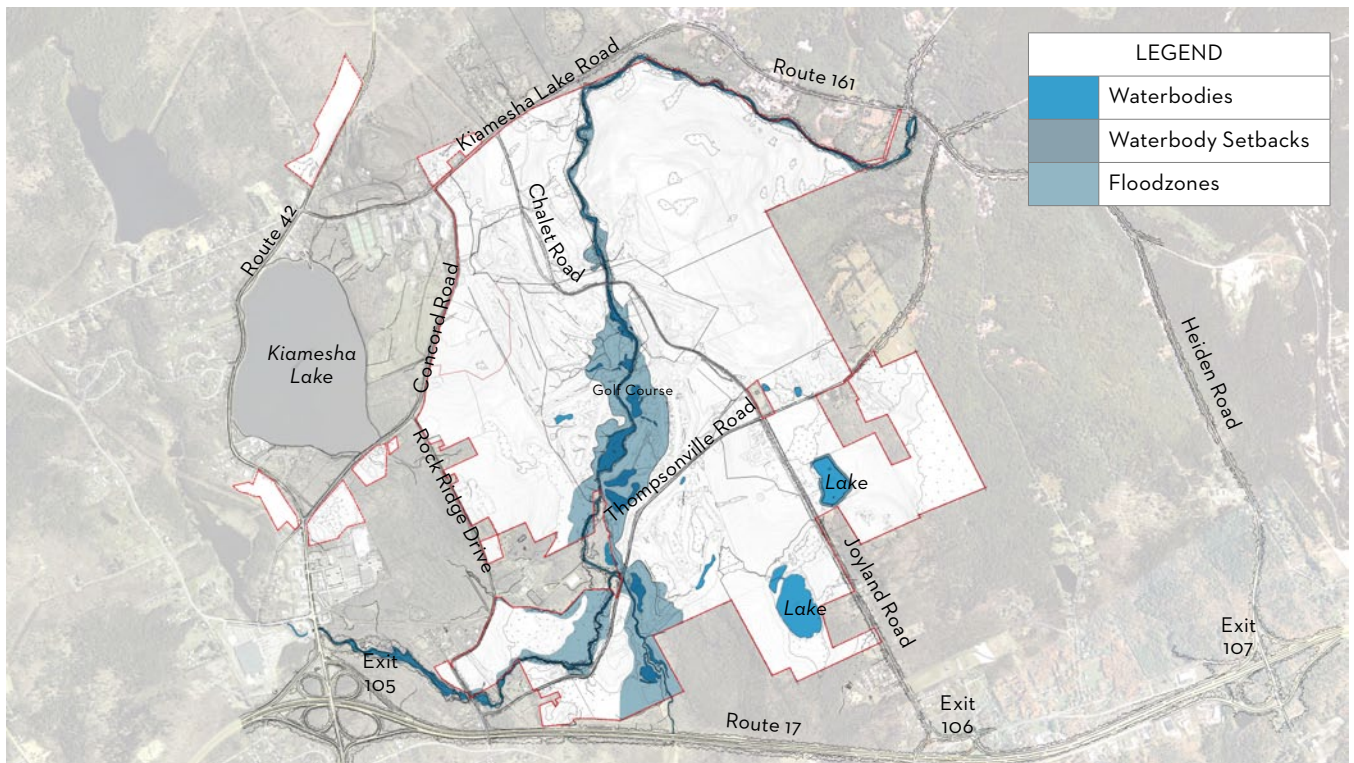 LEGEND
Waterbodies
Waterbody Setbacks
Floodzones
Kiamesha Lake Road
Route 161
Route 42
Chalet Road
Concord Road
Kiamesha
Lake
Golf Course
Heiden Road
Thompsonville Road
Rock Ridge Drive
Lake
Joyland Road
Lake
Exit
105
Exit
107
Exit
106
Route 17